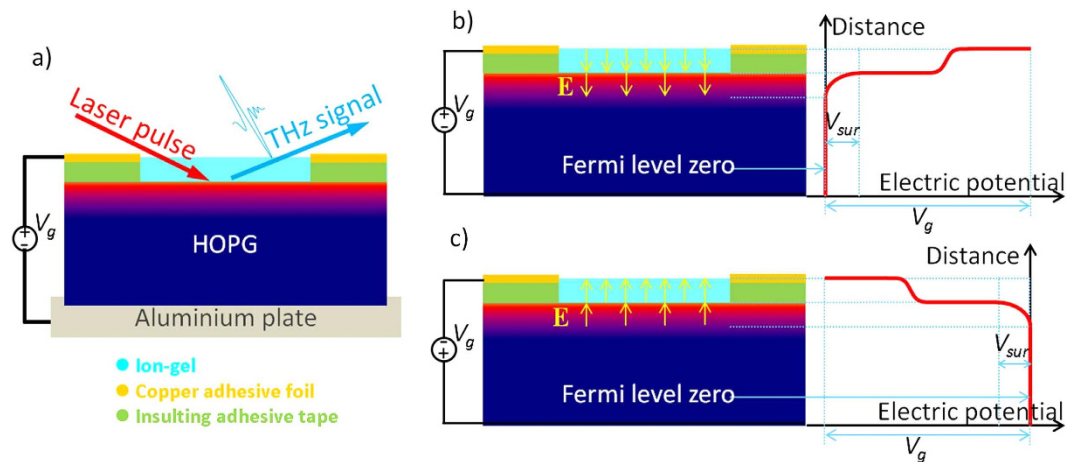 a)
Laser pulse
THz signal
Vg
+
−
HOPG
Aluminium plate
Ion-gel
Copper adhesive foil
Insulting adhesive tape
b)
Vg
+
−
E
Fermi level zero
Distance
Vsur
Electric potential
Vg
c)
Vg
−
+
E
Fermi level zero
Distance
Vsur
Electric potential
Vg